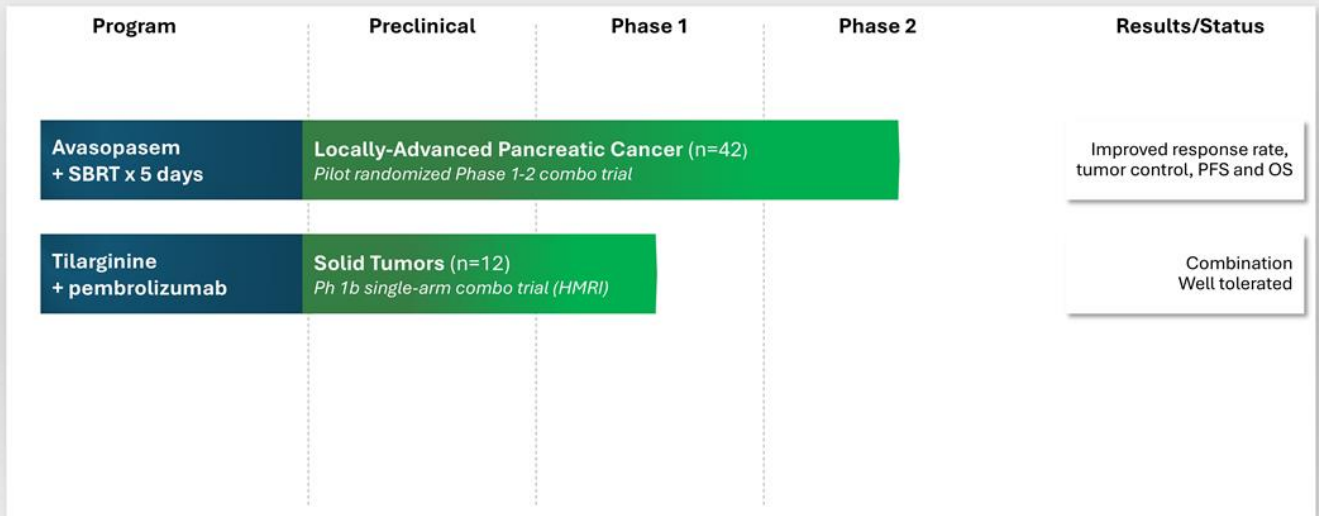 Program
Preclinical
Phase 1
Phase 2
Results/Status
Avasopasem
+ SBRT x 5 days
Locally-Advanced Pancreatic Cancer (n=42)
Pilot randomized Phase 1-2 combo trial
Improved response rate,
tumor control, PFS and OS
Tilarginine
+ pembrolizumab
Solid Tumors (n=12)
Ph 1b single-arm combo trial (HMRI)
Combination
Well tolerated